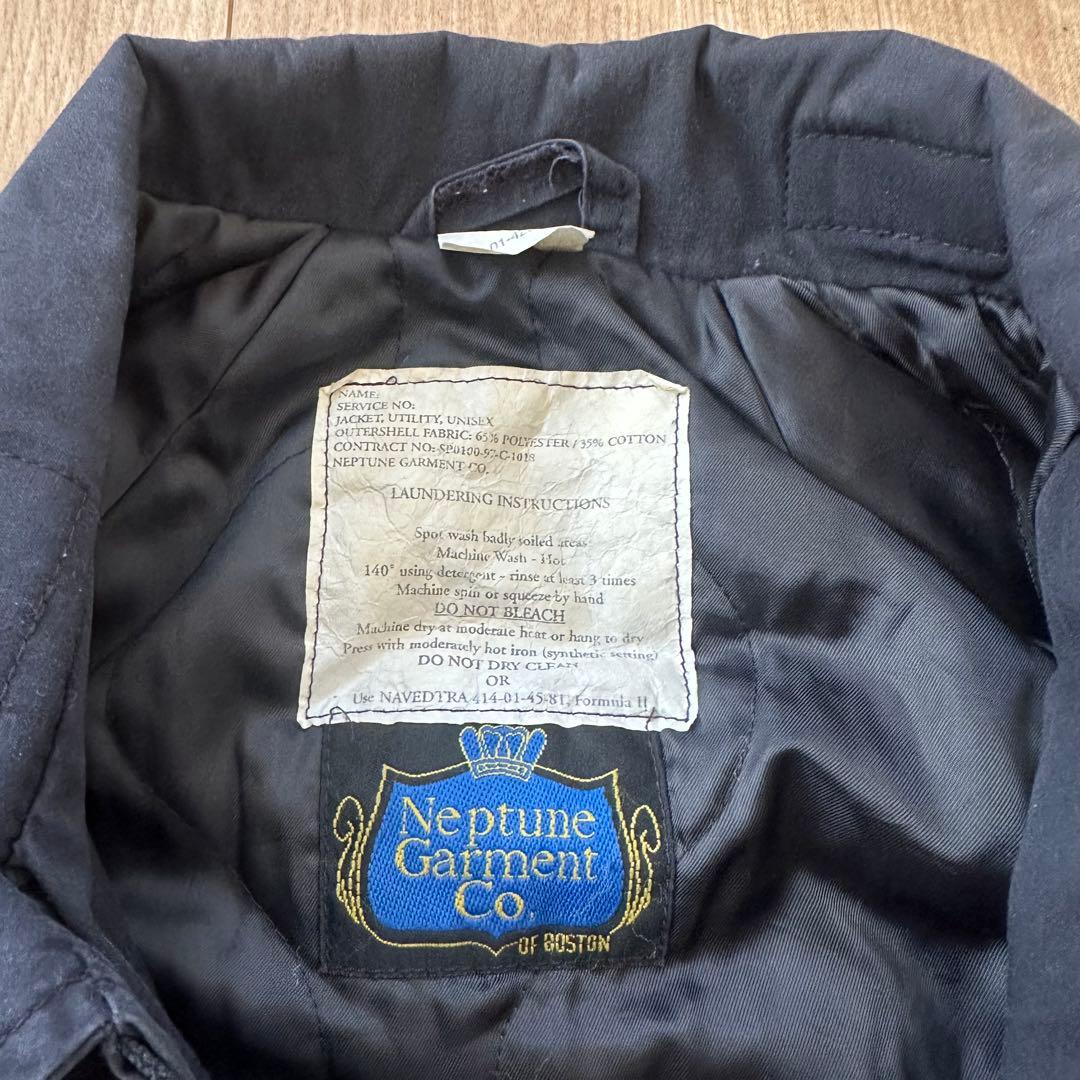 NAME:
SERVICE NO:
JACKET, UTILITY, UNISEX
OUTERSHELL FABRIC: 65% POLYESTER / 35% COTTON
CONTRACT NO:
NEPTUNE GARMENT CO.
LAUNDERING INSTRUCTIONS
Spot wash badly soiled areas
Machine Wash - Hot
140° using detergent - rinse at least 3 times
Machine spin or squeeze by hand
DO NOT BLEACH
Machine dry at moderate heat or hang to dry
Press with moderately hot iron (synthetic setting)
DO NOT DRY CLEAN
OR
Use NAVEDTRA 414-01-45-81, Formula II
Neptune
Garment
Co.
OF BOSTON